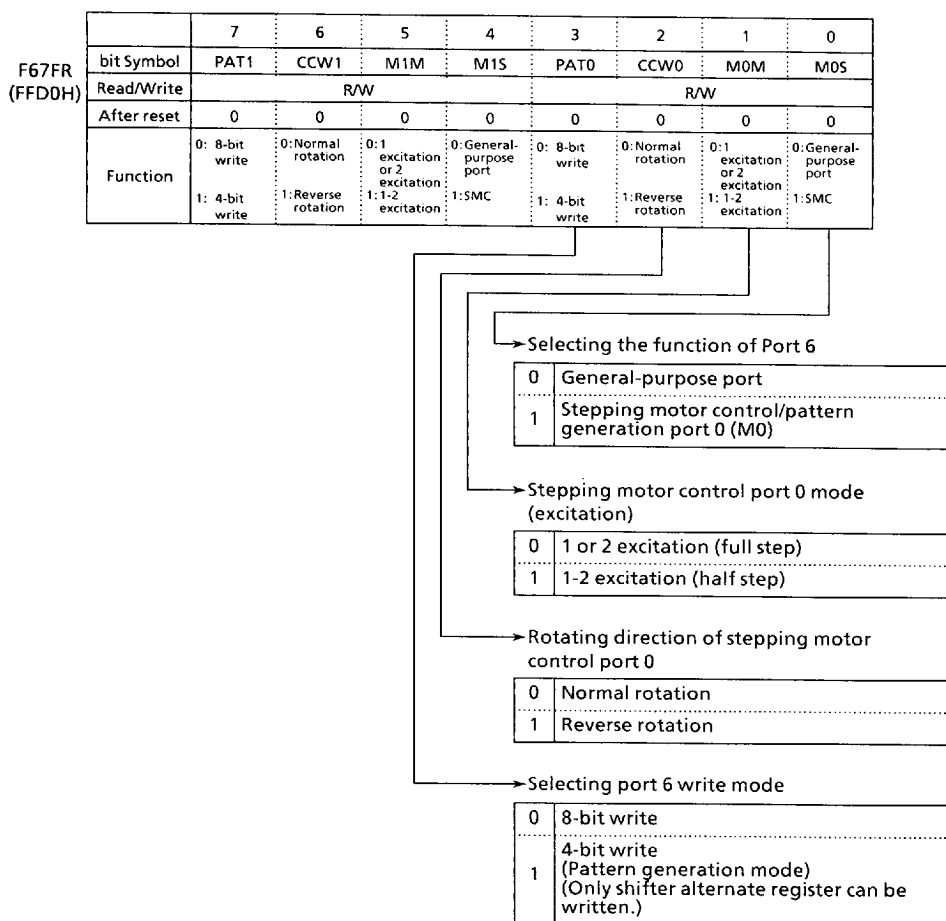 7 6 5 4 3 2 1 0
F67FR
(FFD0H)
bit Symbol PAT1 CCW1 M1M M1S PAT0 CCW0 M0M M0S
Read/Write R/W R/W
After reset 0 0 0 0 0 0 0 0
Function
0: 8-bit write
1: 4-bit write
0:Normal rotation
1:Reverse rotation
0:1 excitation or 2 excitation
1:1-2 excitation
0:General-purpose port
1:SMC
0: 8-bit write
1: 4-bit write
0:Normal rotation
1:Reverse rotation
0:1 excitation or 2 excitation
1:1-2 excitation
0:General-purpose port
1:SMC
Selecting the function of Port 6
0 General-purpose port
1 Stepping motor control/pattern
generation port 0 (M0)
Stepping motor control port 0 mode
(excitation)
0 1 or 2 excitation (full step)
1 1-2 excitation (half step)
Rotating direction of stepping motor
control port 0
0 Normal rotation
1 Reverse rotation
Selecting port 6 write mode
0 8-bit write
1 4-bit write
(Pattern generation mode)
(Only shifter alternate register can be
written.)